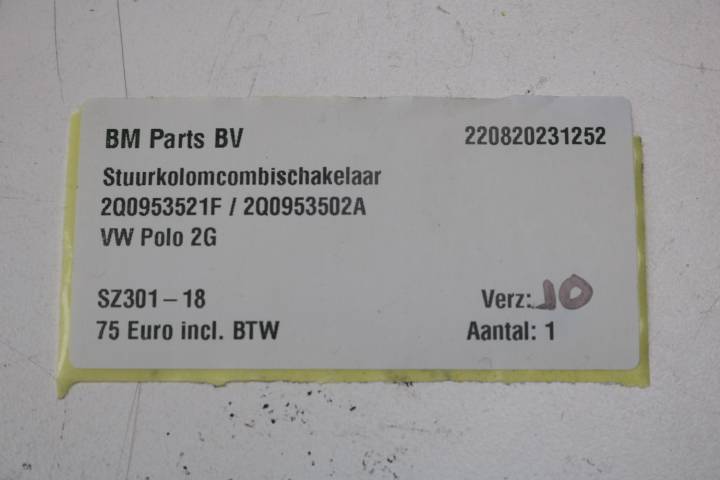 BM Parts BV 220820231252
Stuurkolomcombischakelaar
2Q0953521F / 2Q0953502A
VW Polo 2G
SZ301 – 18 Verz: 10
75 Euro incl. BTW Aantal: 1